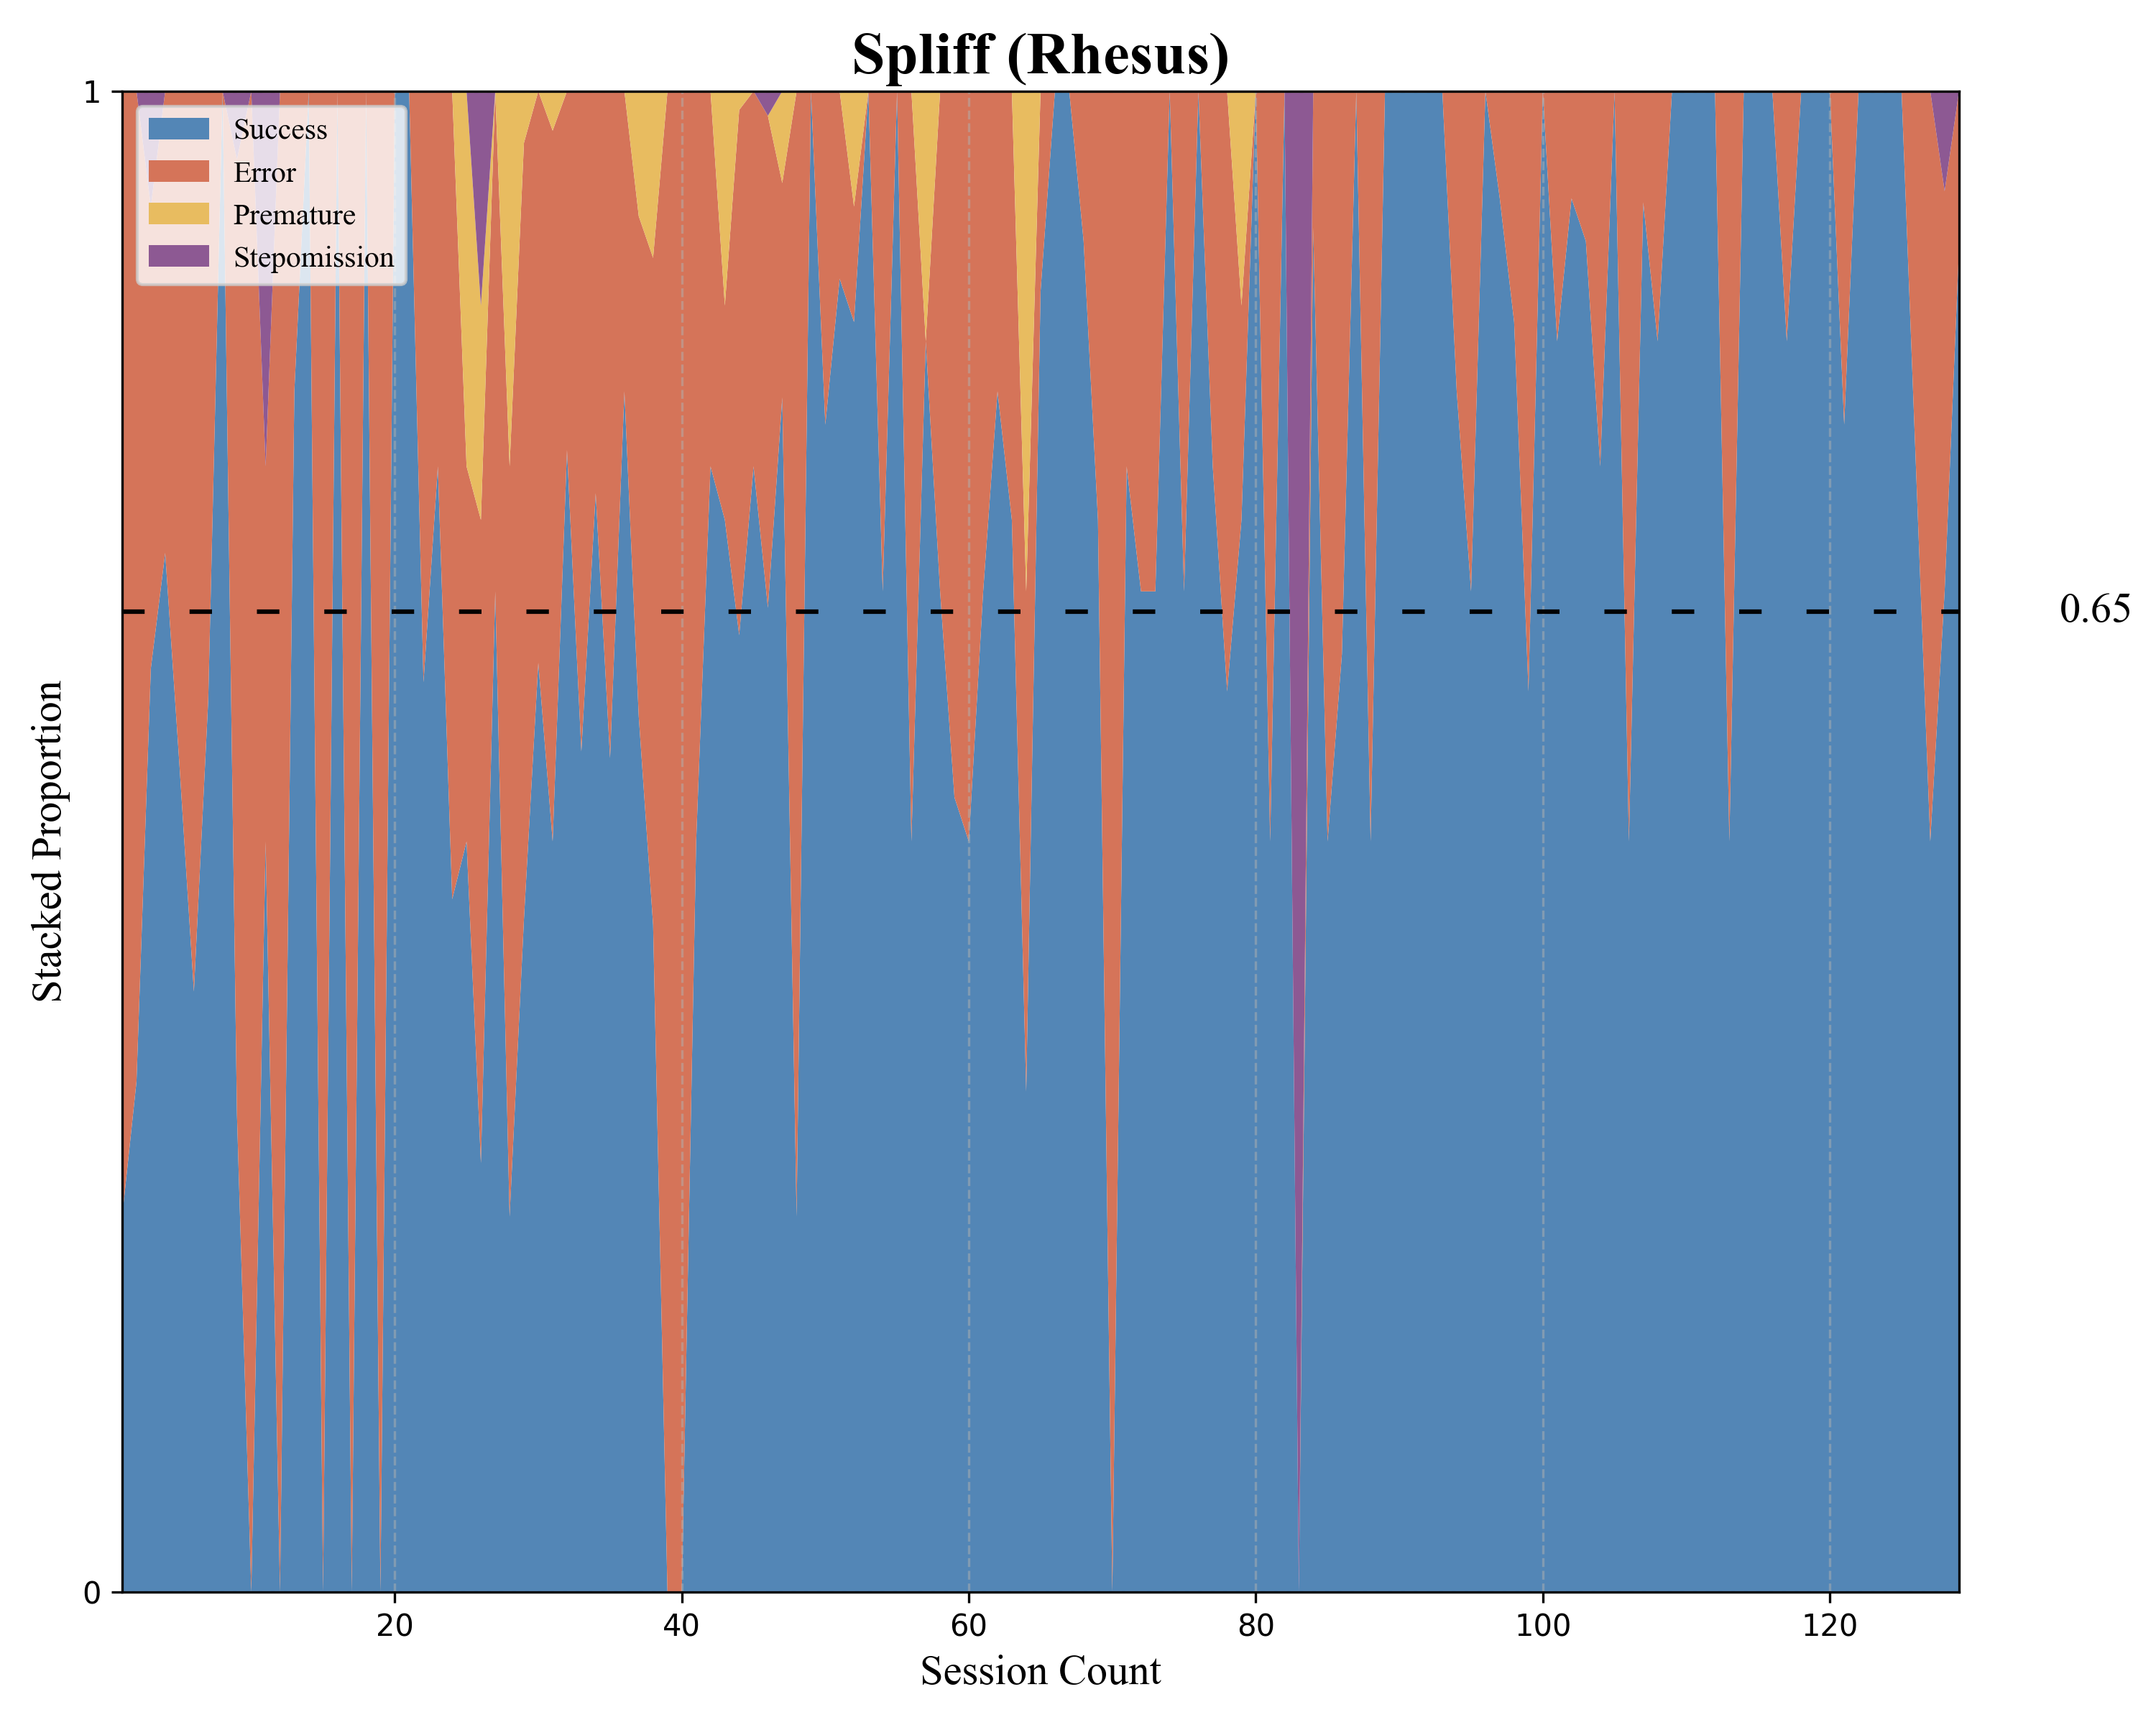 Spliff (Rhesus)
1
Success
Error
Premature
Stepomission
0.65
Stacked Proportion
0
20 40 60 80 100 120
Session Count